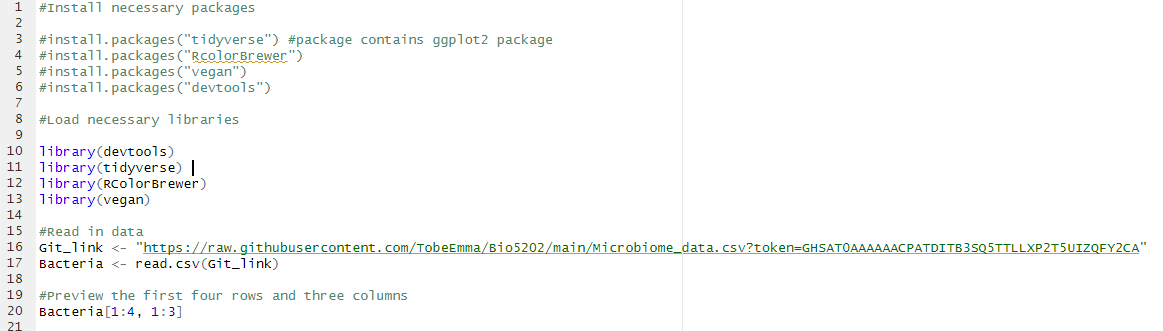 1 #Install necessary packages
2
3 #install.packages("tidyverse") #package contains ggplot2 package
4 #install.packages("RcolorBrewer")
5 #install.packages("vegan")
6 #install.packages("devtools")
7
8 #Load necessary libraries
9
10 library(devtools)
11 library(tidyverse)
12 library(RColorBrewer)
13 library(vegan)
14
15 #Read in data
16 Git_link <- "https://raw.githubusercontent.com/TobeEmma/Bio5202/main/Microbiome_data.csv?token=GHSAT0AAAAAACPATDITB3SQ5TTLLXP2T5UIZQFY2CA"
17 Bacteria <- read.csv(Git_link)
18
19 #Preview the first four rows and three columns
20 Bacteria[1:4, 1:3]
21